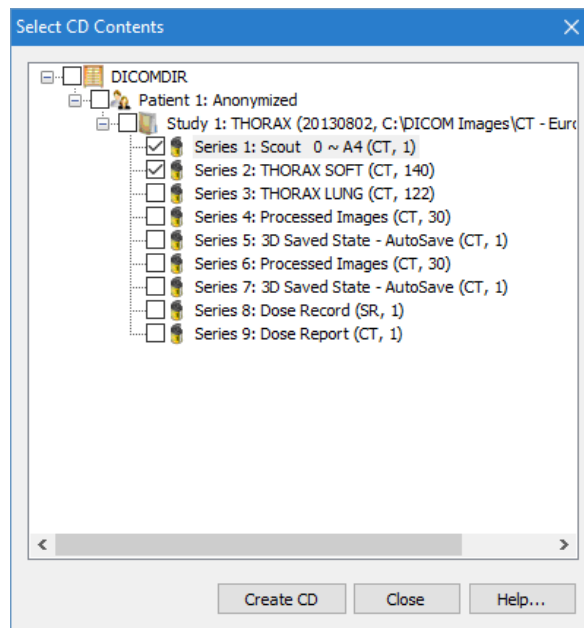 Select CD Contents
DICOMDIR
Patient 1: Anonymized
Study 1: THORAX (20130802, C:\DICOM Images\CT - Euro
Series 1: Scout  0 ~ A4 (CT, 1)
Series 2: THORAX SOFT (CT, 140)
Series 3: THORAX LUNG (CT, 122)
Series 4: Processed Images (CT, 30)
Series 5: 3D Saved State - AutoSave (CT, 1)
Series 6: Processed Images (CT, 30)
Series 7: 3D Saved State - AutoSave (CT, 1)
Series 8: Dose Record (SR, 1)
Series 9: Dose Report (CT, 1)
Create CD Close Help...